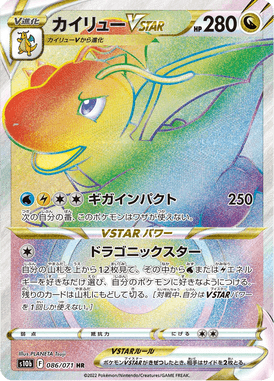 V進化
カイリューVSTAR
HP 280
カイリューVから進化
ギガインパクト 250
次の自分の番、このポケモンはワザが使えない。
VSTARパワー
ドラゴニックスター
自分の山札を上から12枚見て、その中から
エネル
ギーを好きなだけ選び、自分のポケモンに好きなようにつける。
残りのカードは山札にもどして切る。[対戦中、自分はVSTARパワーを
1回しか使えない。]
弱点 抵抗力 にげる
Illus. PLANETA
s10b F 086/071 HR
VSTARルール
ポケモンVSTARがきぜつしたとき、相手はサイドを2枚とる。
©2022 Pokémon/Nintendo/Creatures/GAME FREAK.